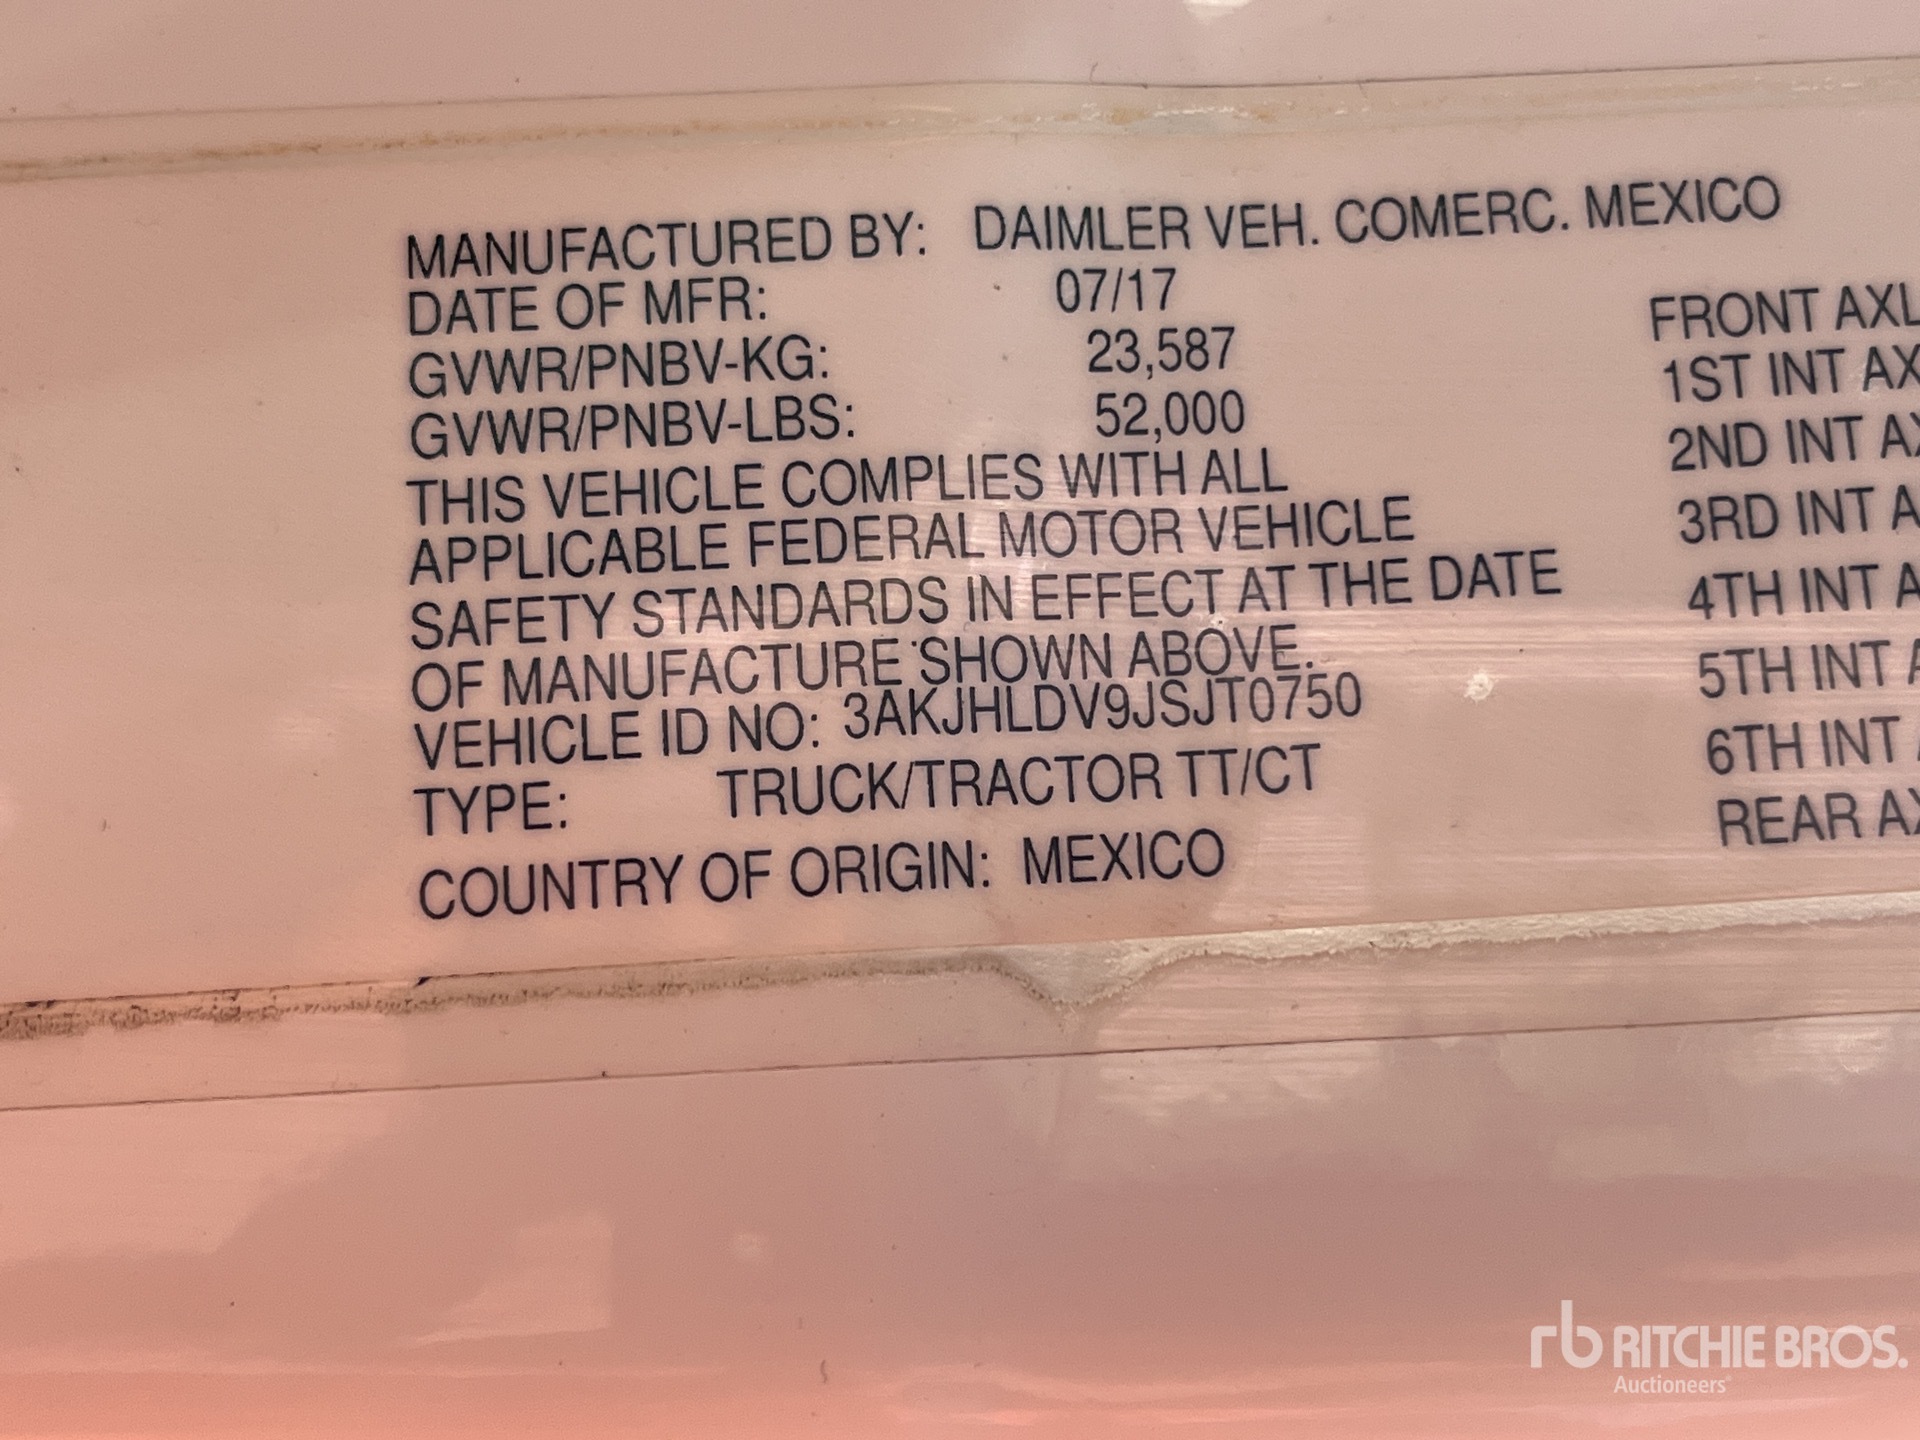 MANUFACTURED BY: DAIMLER VEH. COMERC. MEXICO
DATE OF MFR: 07/17
GVWR/PNBV-KG: 23,587
GVWR/PNBV-LBS: 52,000
THIS VEHICLE COMPLIES WITH ALL
APPLICABLE FEDERAL MOTOR VEHICLE
SAFETY STANDARDS IN EFFECT AT THE DATE
OF MANUFACTURE SHOWN ABOVE.
VEHICLE ID NO: 3AKJHLDV9JSJT0750
TYPE: TRUCK/TRACTOR TT/CT
COUNTRY OF ORIGIN: MEXICO
FRONT AXL
1ST INT AX
2ND INT AX
3RD INT A
4TH INT A
5TH INT A
6TH INT A
REAR AX
rb RITCHIE BROS.
Auctioneers